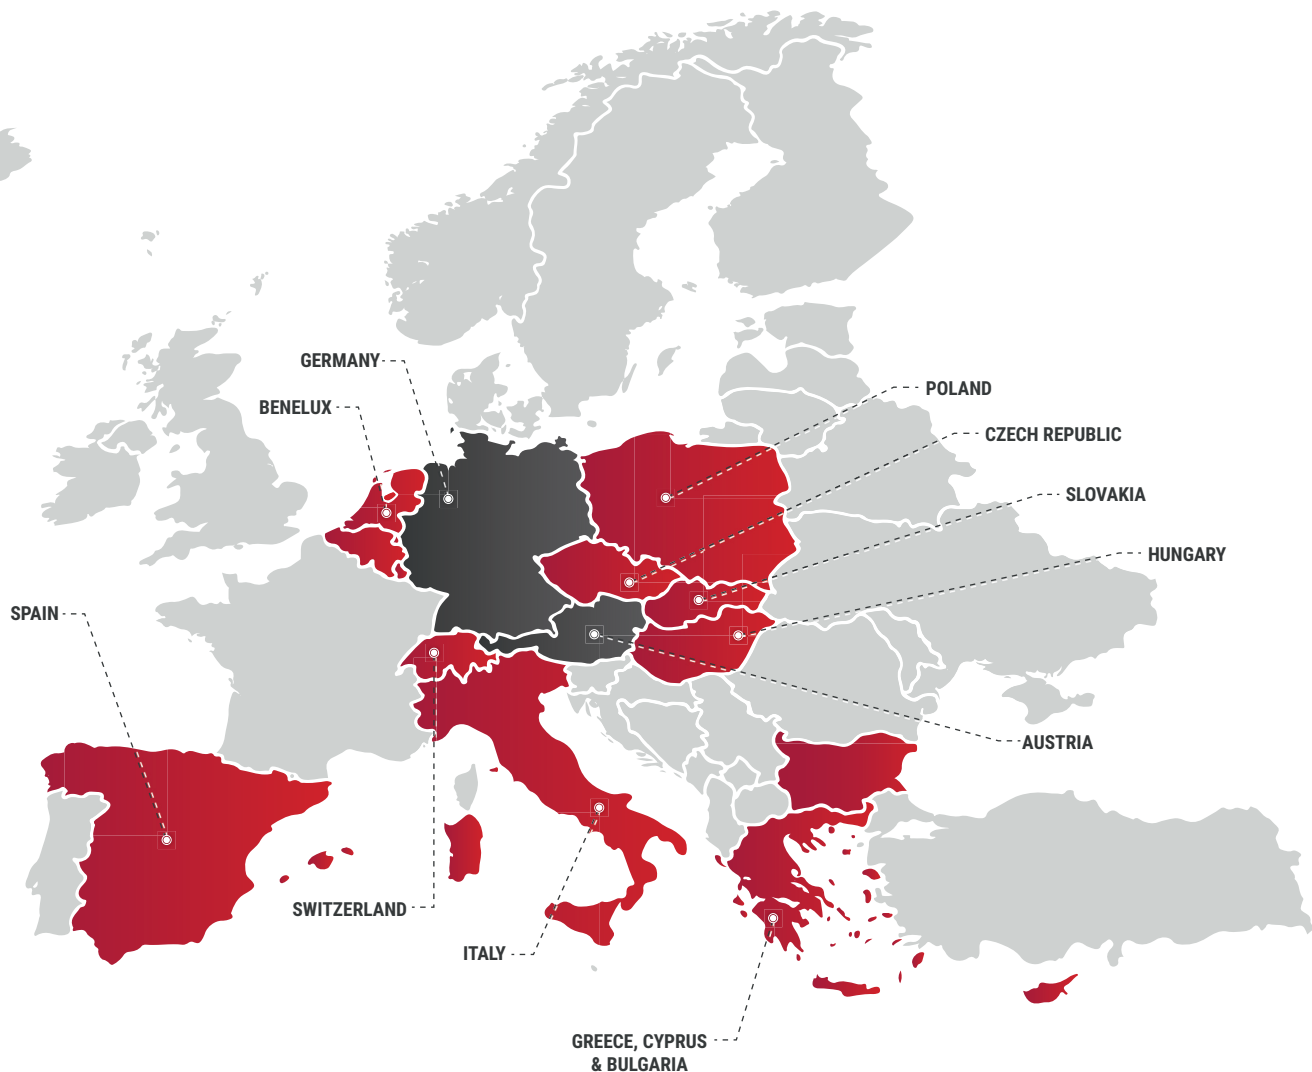 GERMANY
POLAND
BENELUX
CZECH REPUBLIC
SLOVAKIA
HUNGARY
SPAIN
AUSTRIA
SWITZERLAND
ITALY
GREECE, CYPRUS
& BULGARIA